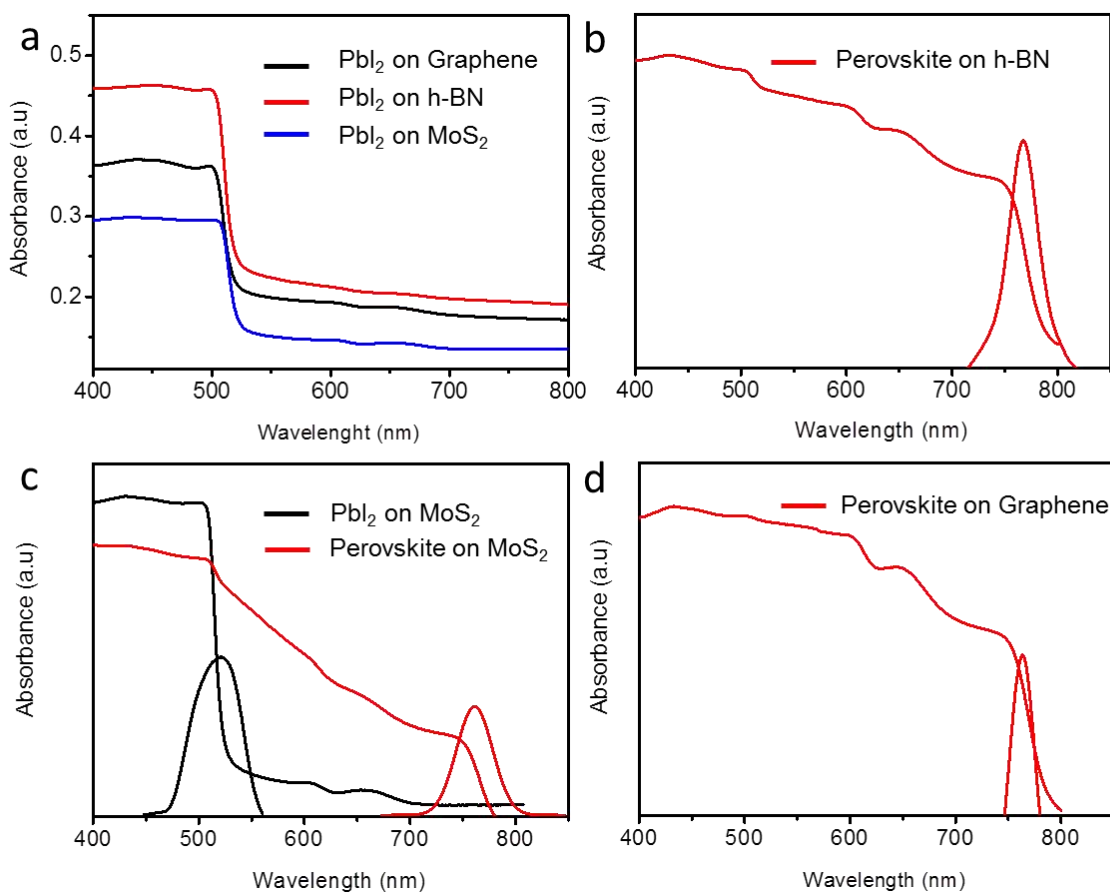 a
0.5
0.4
0.3
0.2
Absorbance (a.u)
PbI₂ on Graphene
PbI₂ on h-BN
PbI₂ on MoS₂
400 500 600 700 800
Wavelenght (nm)
b
Absorbance (a.u)
Perovskite on h-BN
400 500 600 700 800
Wavelength (nm)
c
Absorbance (a.u)
PbI₂ on MoS₂
Perovskite on MoS₂
400 500 600 700 800
Wavelength (nm)
d
Absorbance (a.u)
Perovskite on Graphene
400 500 600 700 800
Wavelength (nm)